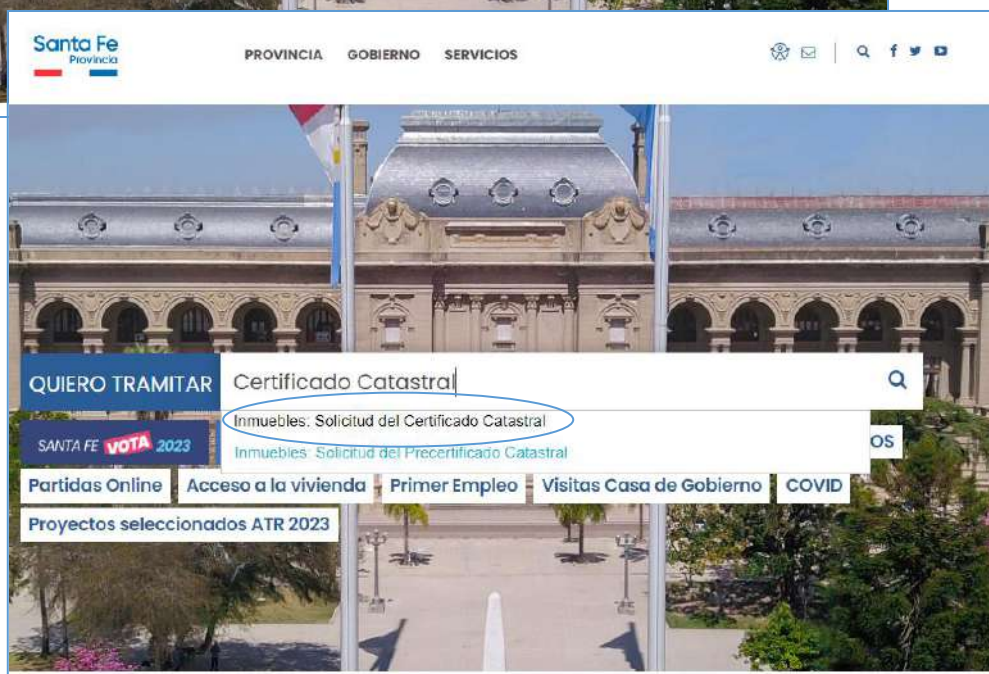 Santa Fe
Provincia
PROVINCIA GOBIERNO SERVICIOS
QUIERO TRAMITAR Certificado Catastral
Inmuebles: Solicitud del Certificado Catastral
SANTA FE VOTA 2023
Inmuebles: Solicitud del Precertificado Catastral
OS
Partidas Online Acceso a la vivienda Primer Empleo Visitas Casa de Gobierno COVID
Proyectos seleccionados ATR 2023